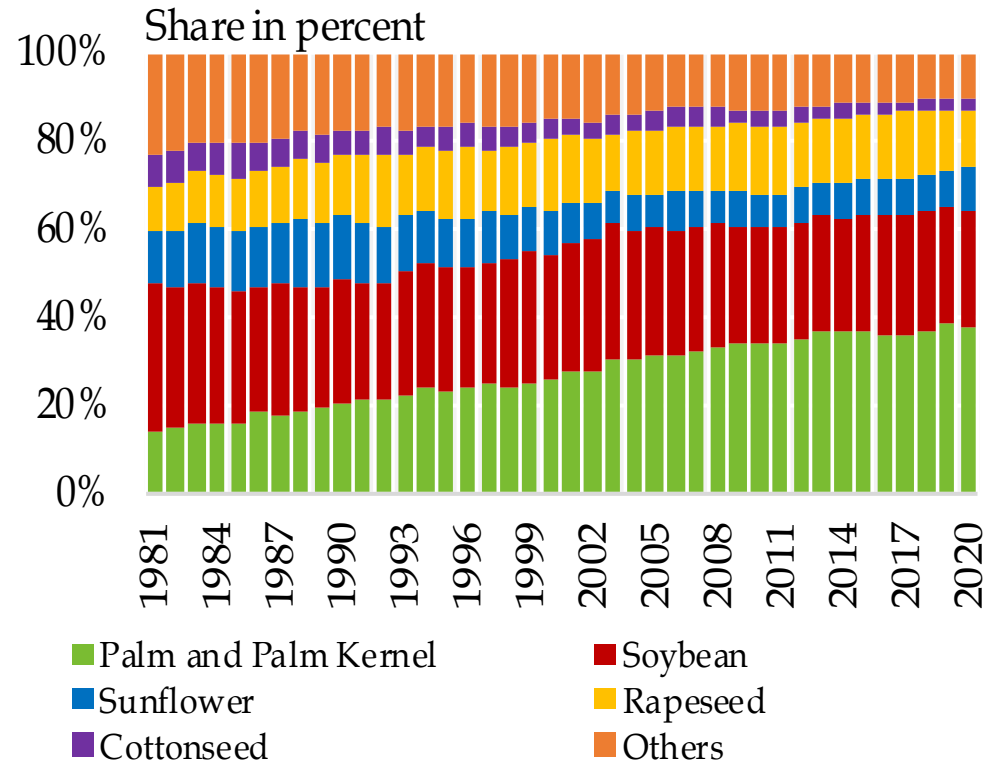 Share in percent
100%
80%
60%
40%
20%
0%
1981
1984
1987
1990
1993
1996
1999
2002
2005
2008
2011
2014
2017
2020
Palm and Palm Kernel
Soybean
Sunflower
Rapeseed
Cottonseed
Others